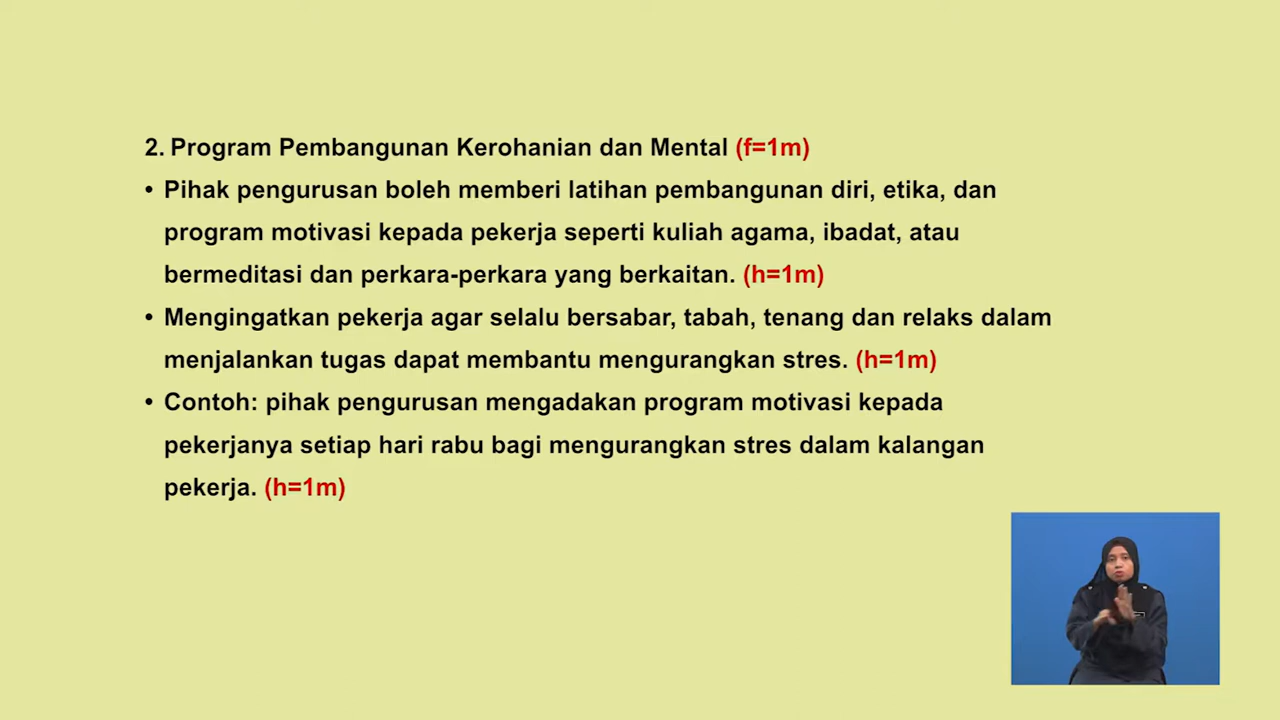 2. Program Pembangunan Kerohanian dan Mental (f=1m)
• Pihak pengurusan boleh memberi latihan pembangunan diri, etika, dan
program motivasi kepada pekerja seperti kuliah agama, ibadat, atau
bermeditasi dan perkara-perkara yang berkaitan. (h=1m)
• Mengingatkan pekerja agar selalu bersabar, tabah, tenang dan relaks dalam
menjalankan tugas dapat membantu mengurangkan stres. (h=1m)
• Contoh: pihak pengurusan mengadakan program motivasi kepada
pekerjanya setiap hari rabu bagi mengurangkan stres dalam kalangan
pekerja. (h=1m)